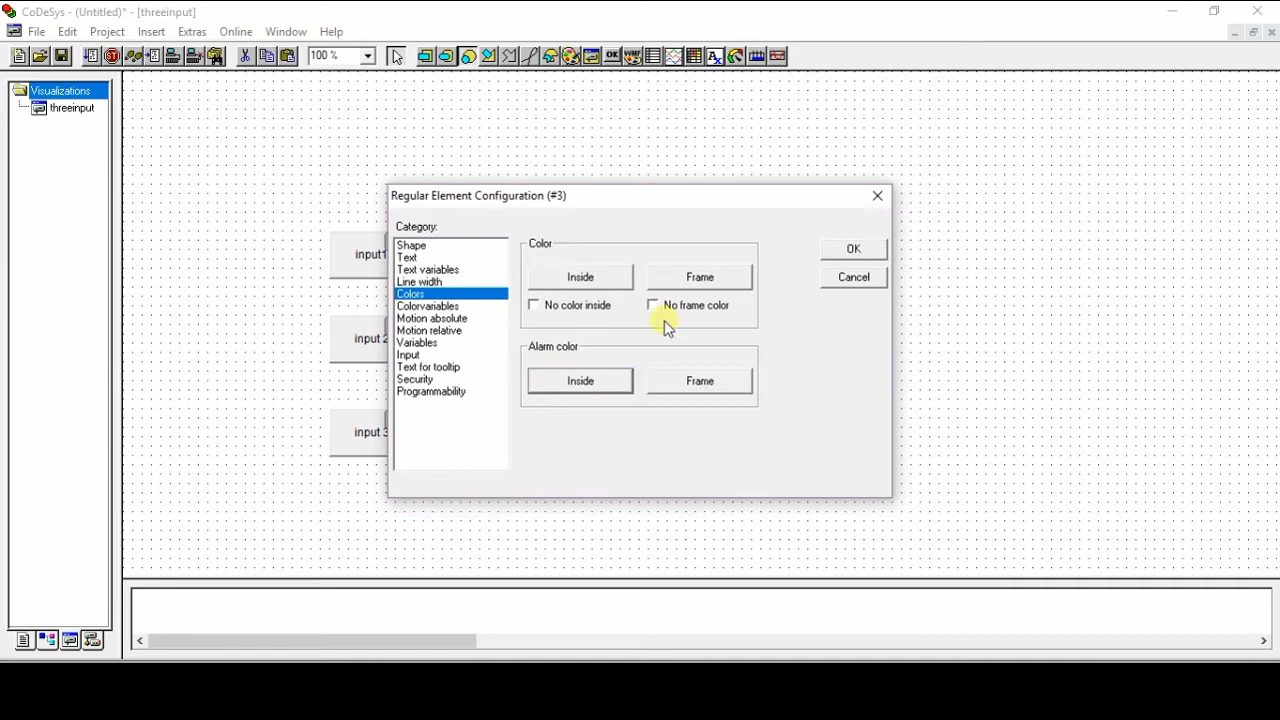 CoDeSys - (Untitled)* - [threeinput]
File Edit Project Insert Extras Online Window Help
100 %
OK
Visualizations
threeinput
input1
input 2
input 3
Regular Element Configuration (#3)
Category:
Shape
Text
Text variables
Line width
Colors
Colorvariables
Motion absolute
Motion relative
Variables
Input
Text for tooltip
Security
Programmability
Color
Inside Frame
No color inside No frame color
Alarm color
Inside Frame
OK
Cancel